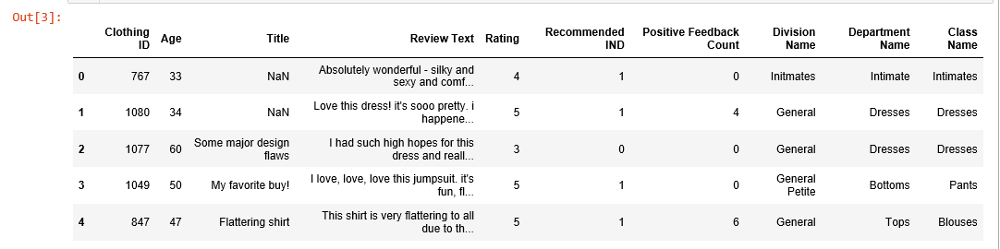 Out[3]:
Clothing ID Age Title Review Text Rating Recommended IND Positive Feedback Count Division Name Department Name Class Name
0 767 33 NaN Absolutely wonderful - silky and sexy and comf... 4 1 0 Initmates Intimate Intimates
1 1080 34 NaN Love this dress! it's sooo pretty. i happene... 5 1 4 General Dresses Dresses
2 1077 60 Some major design flaws I had such high hopes for this dress and reall... 3 0 0 General Dresses Dresses
3 1049 50 My favorite buy! I love, love, love this jumpsuit. it's fun, fl... 5 1 0 General Petite Bottoms Pants
4 847 47 Flattering shirt This shirt is very flattering to all due to th... 5 1 6 General Tops Blouses